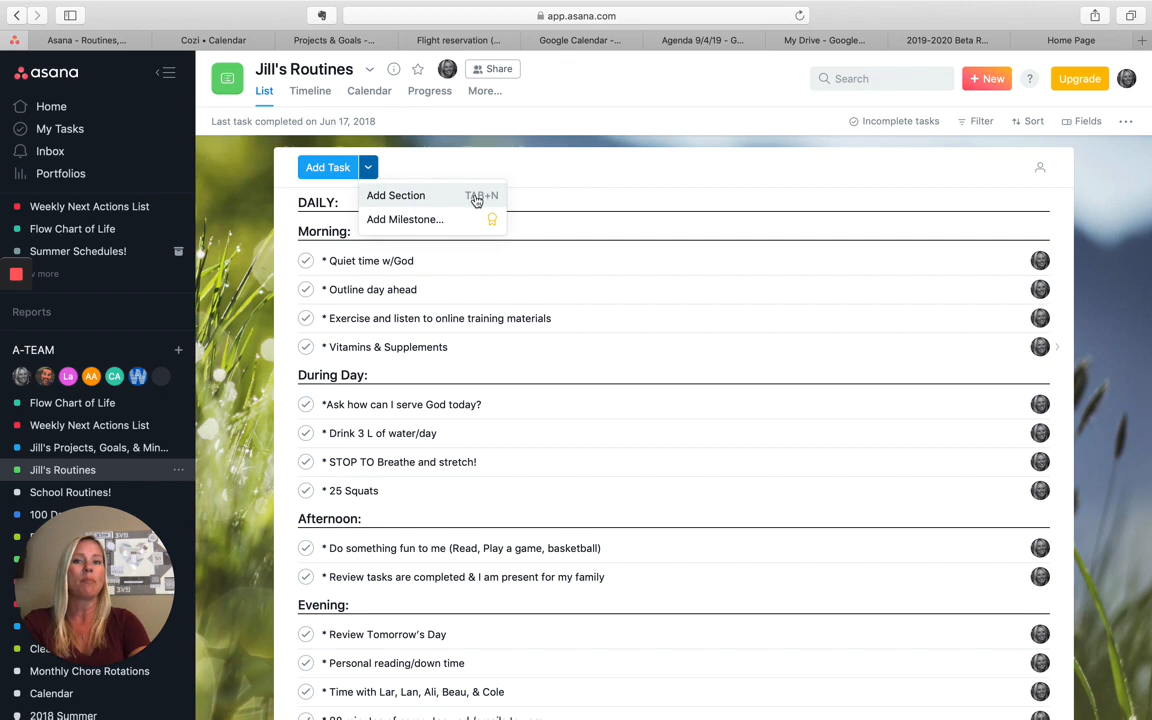 app.asana.com
Asana - Routines,...
Cozi • Calendar
Projects & Goals -...
Flight reservation (...
Google Calendar -...
Agenda 9/4/19 - G...
My Drive - Google...
2019-2020 Beta R...
Home Page
asana
Home
My Tasks
Inbox
Portfolios
Weekly Next Actions List
Flow Chart of Life
Summer Schedules!
w more
Reports
A-TEAM
La
AA
CA
Flow Chart of Life
Weekly Next Actions List
Jill's Projects, Goals, & Min...
Jill's Routines
School Routines!
100 D
Cle
Monthly Chore Rotations
Calendar
2018 Summer
Jill's Routines
Share
List
Timeline
Calendar
Progress
More...
Search
+ New
?
Upgrade
Last task completed on Jun 17, 2018
Incomplete tasks
Filter
Sort
Fields
Add Task
Add Section TAB+N
Add Milestone...
DAILY:
Morning:
* Quiet time w/God
* Outline day ahead
* Exercise and listen to online training materials
* Vitamins & Supplements
During Day:
*Ask how can I serve God today?
* Drink 3 L of water/day
* STOP TO Breathe and stretch!
* 25 Squats
Afternoon:
* Do something fun to me (Read, Play a game, basketball)
* Review tasks are completed & I am present for my family
Evening:
* Review Tomorrow's Day
* Personal reading/down time
* Time with Lar, Lan, Ali, Beau, & Cole